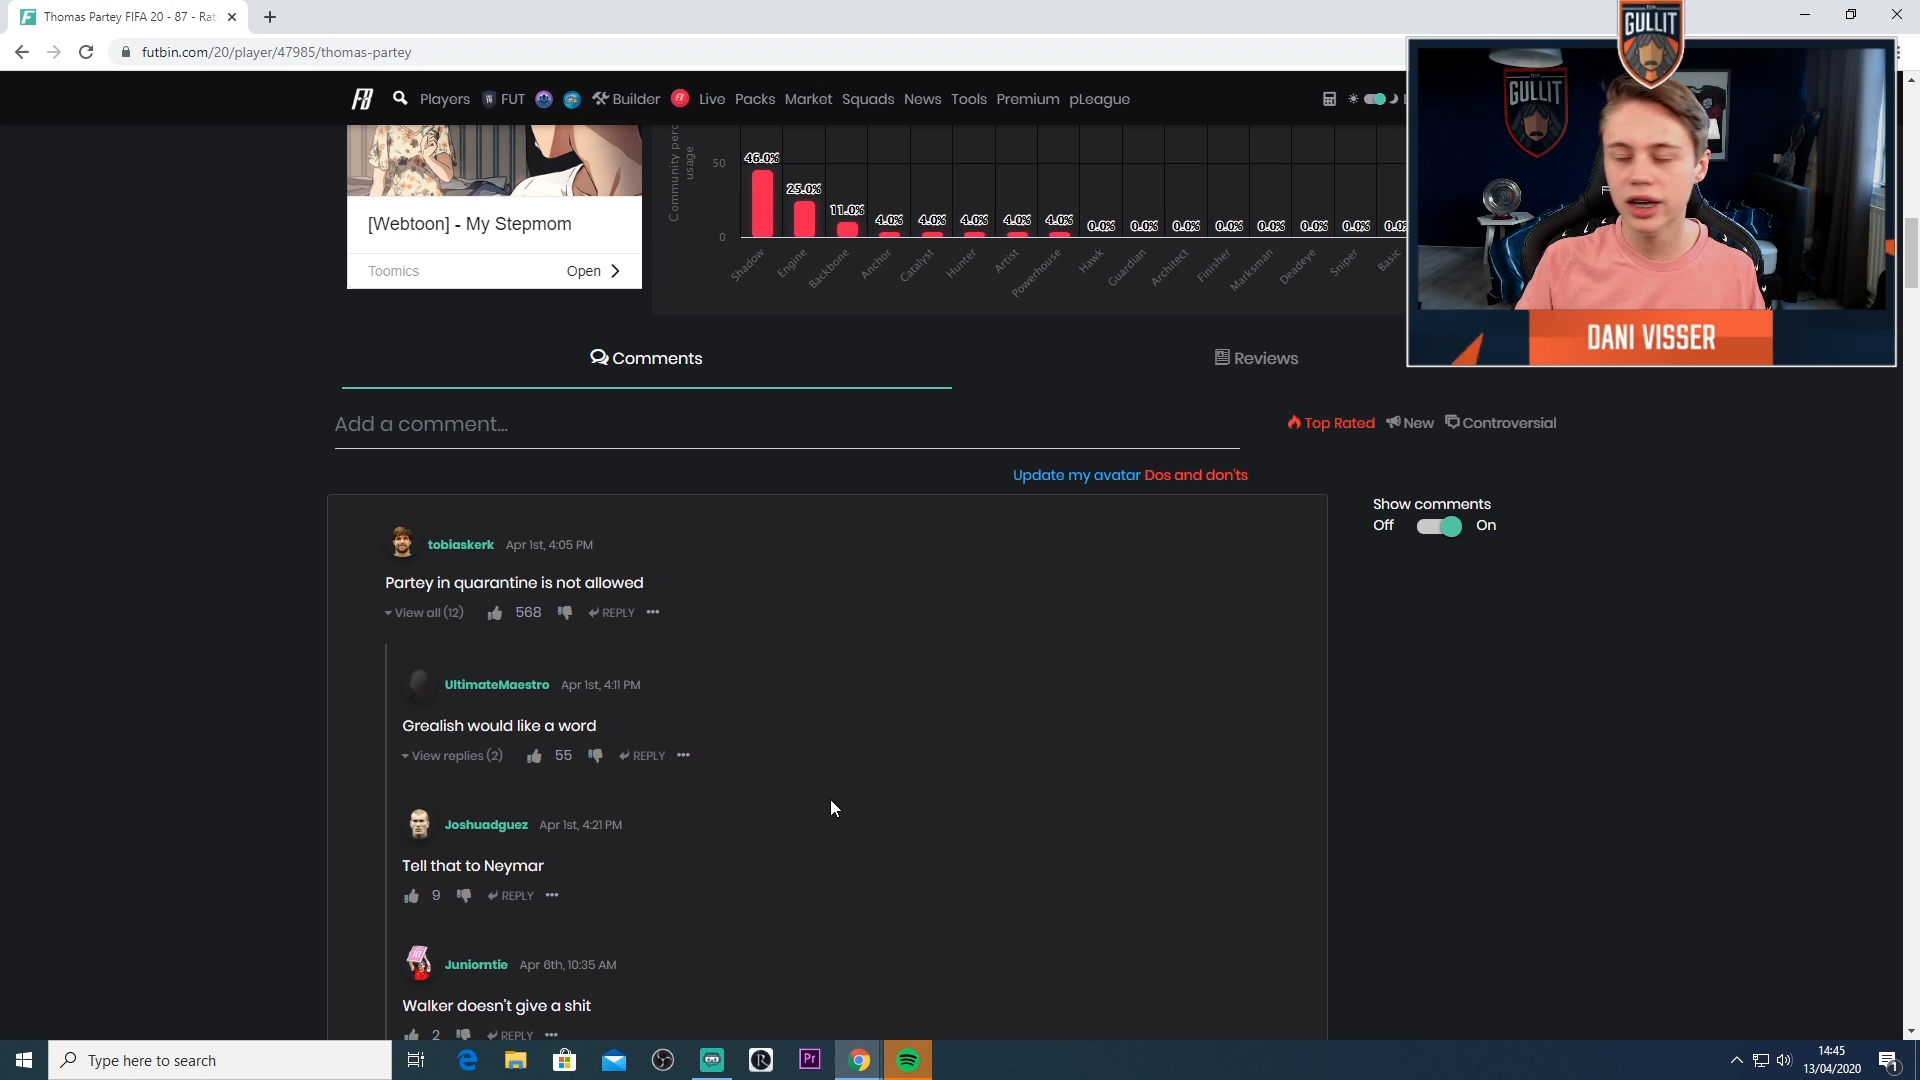 Thomas Partey FIFA 20 - 87 - Rat
futbin.com/20/player/47985/thomas-partey
GULLIT
GULLIT
DANI VISSER
Players FUT Builder Live Packs Market Squads News Tools Premium pLeague
[Webtoon] - My Stepmom
Toomics Open
Community perc
usage
50
0
46.0% 25.0% 11.0% 4.0% 4.0% 4.0% 4.0% 4.0% 0.0% 0.0% 0.0% 0.0% 0.0% 0.0% 0.0% 0.0%
Shadow Engine Backbone Anchor Catalyst Hunter Artist Powerhouse Hawk Guardian Architect Finisher Marksman Deadeye Sniper Basic
Comments Reviews
Add a comment...
Top Rated New Controversial
Update my avatar Dos and don'ts
Show comments
Off On
tobiaskerk Apr 1st, 4:05 PM
Partey in quarantine is not allowed
View all (12) 568 REPLY
UltimateMaestro Apr 1st, 4:11 PM
Grealish would like a word
View replies (2) 55 REPLY
Joshuadguez Apr 1st, 4:21 PM
Tell that to Neymar
9 REPLY
Juniorntie Apr 6th, 10:35 AM
Walker doesn't give a shit
2 REPLY
Type here to search
Pr
14:45
13/04/2020
1